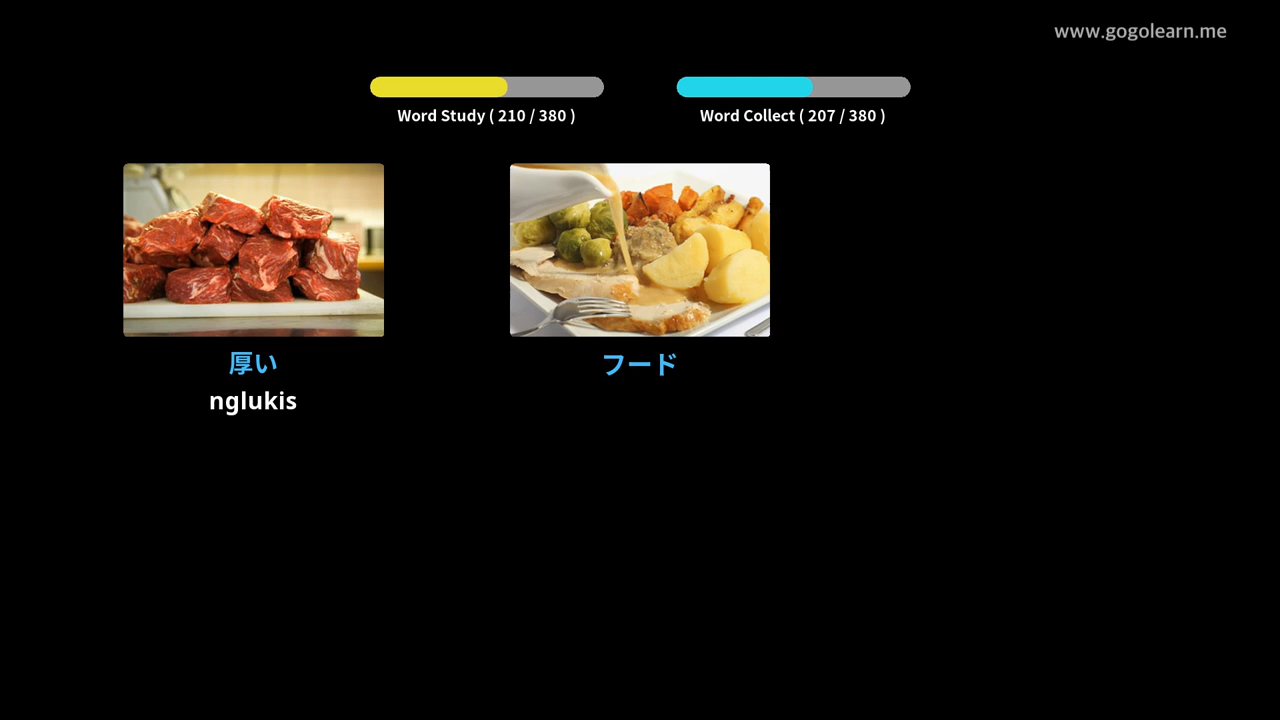 www.gogolearn.me
Word Study ( 210 / 380 )
Word Collect ( 207 / 380 )
厚い
フード
nglukis